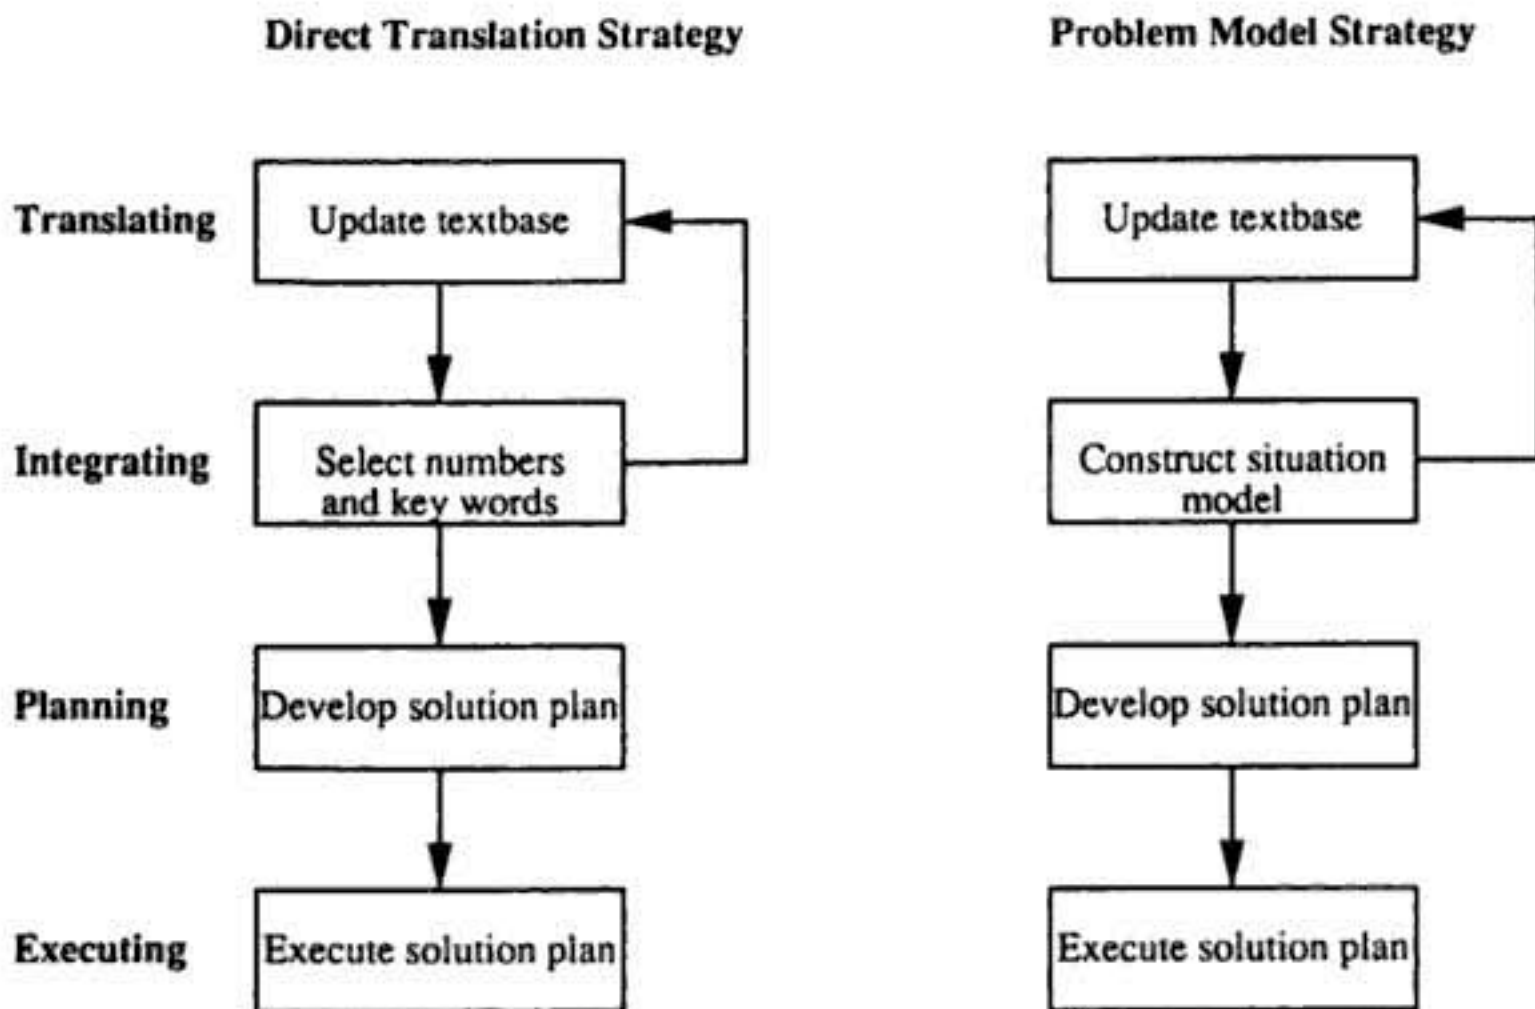 Direct Translation Strategy
Problem Model Strategy
Translating
Update textbase
Update textbase
Integrating
Select numbers
and key words
Construct situation
model
Planning
Develop solution plan
Develop solution plan
Executing
Execute solution plan
Execute solution plan